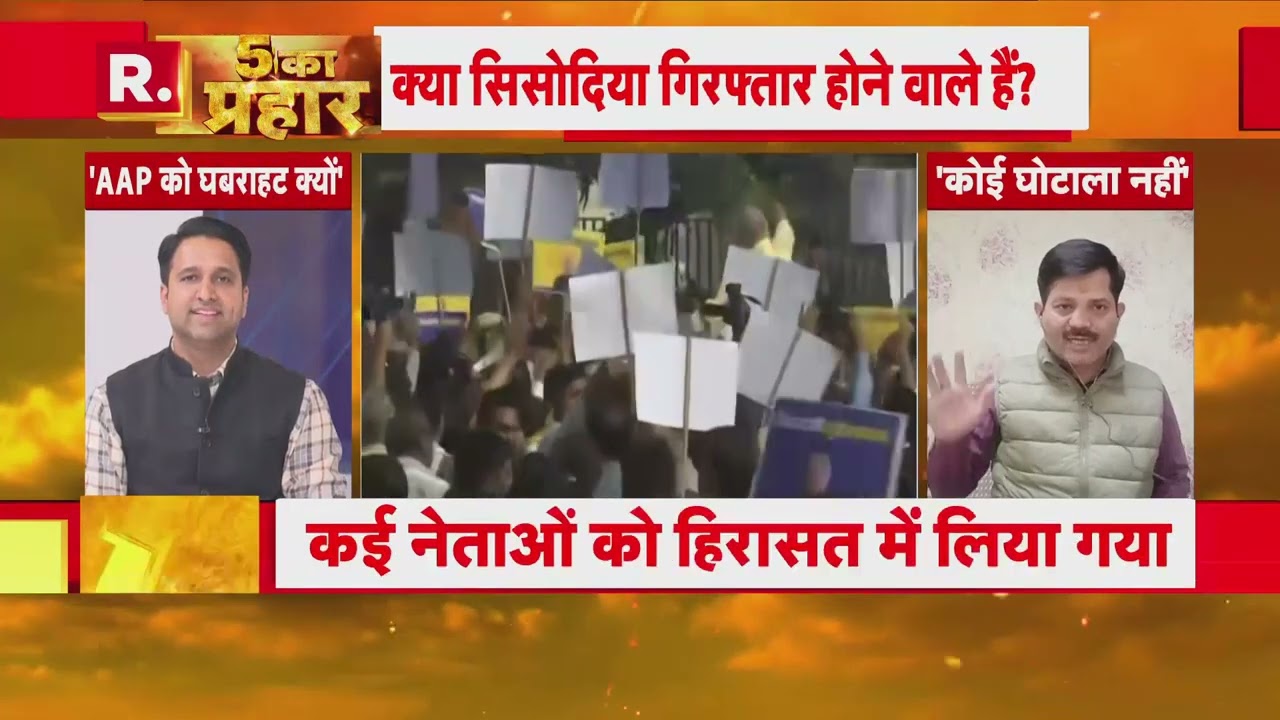 R.
5 का
प्रहार
क्या सिसोदिया गिरफ्तार होने वाले हैं?
'AAP को घबराहट क्यों'
'कोई घोटाला नहीं'
कई नेताओं को हिरासत में लिया गया